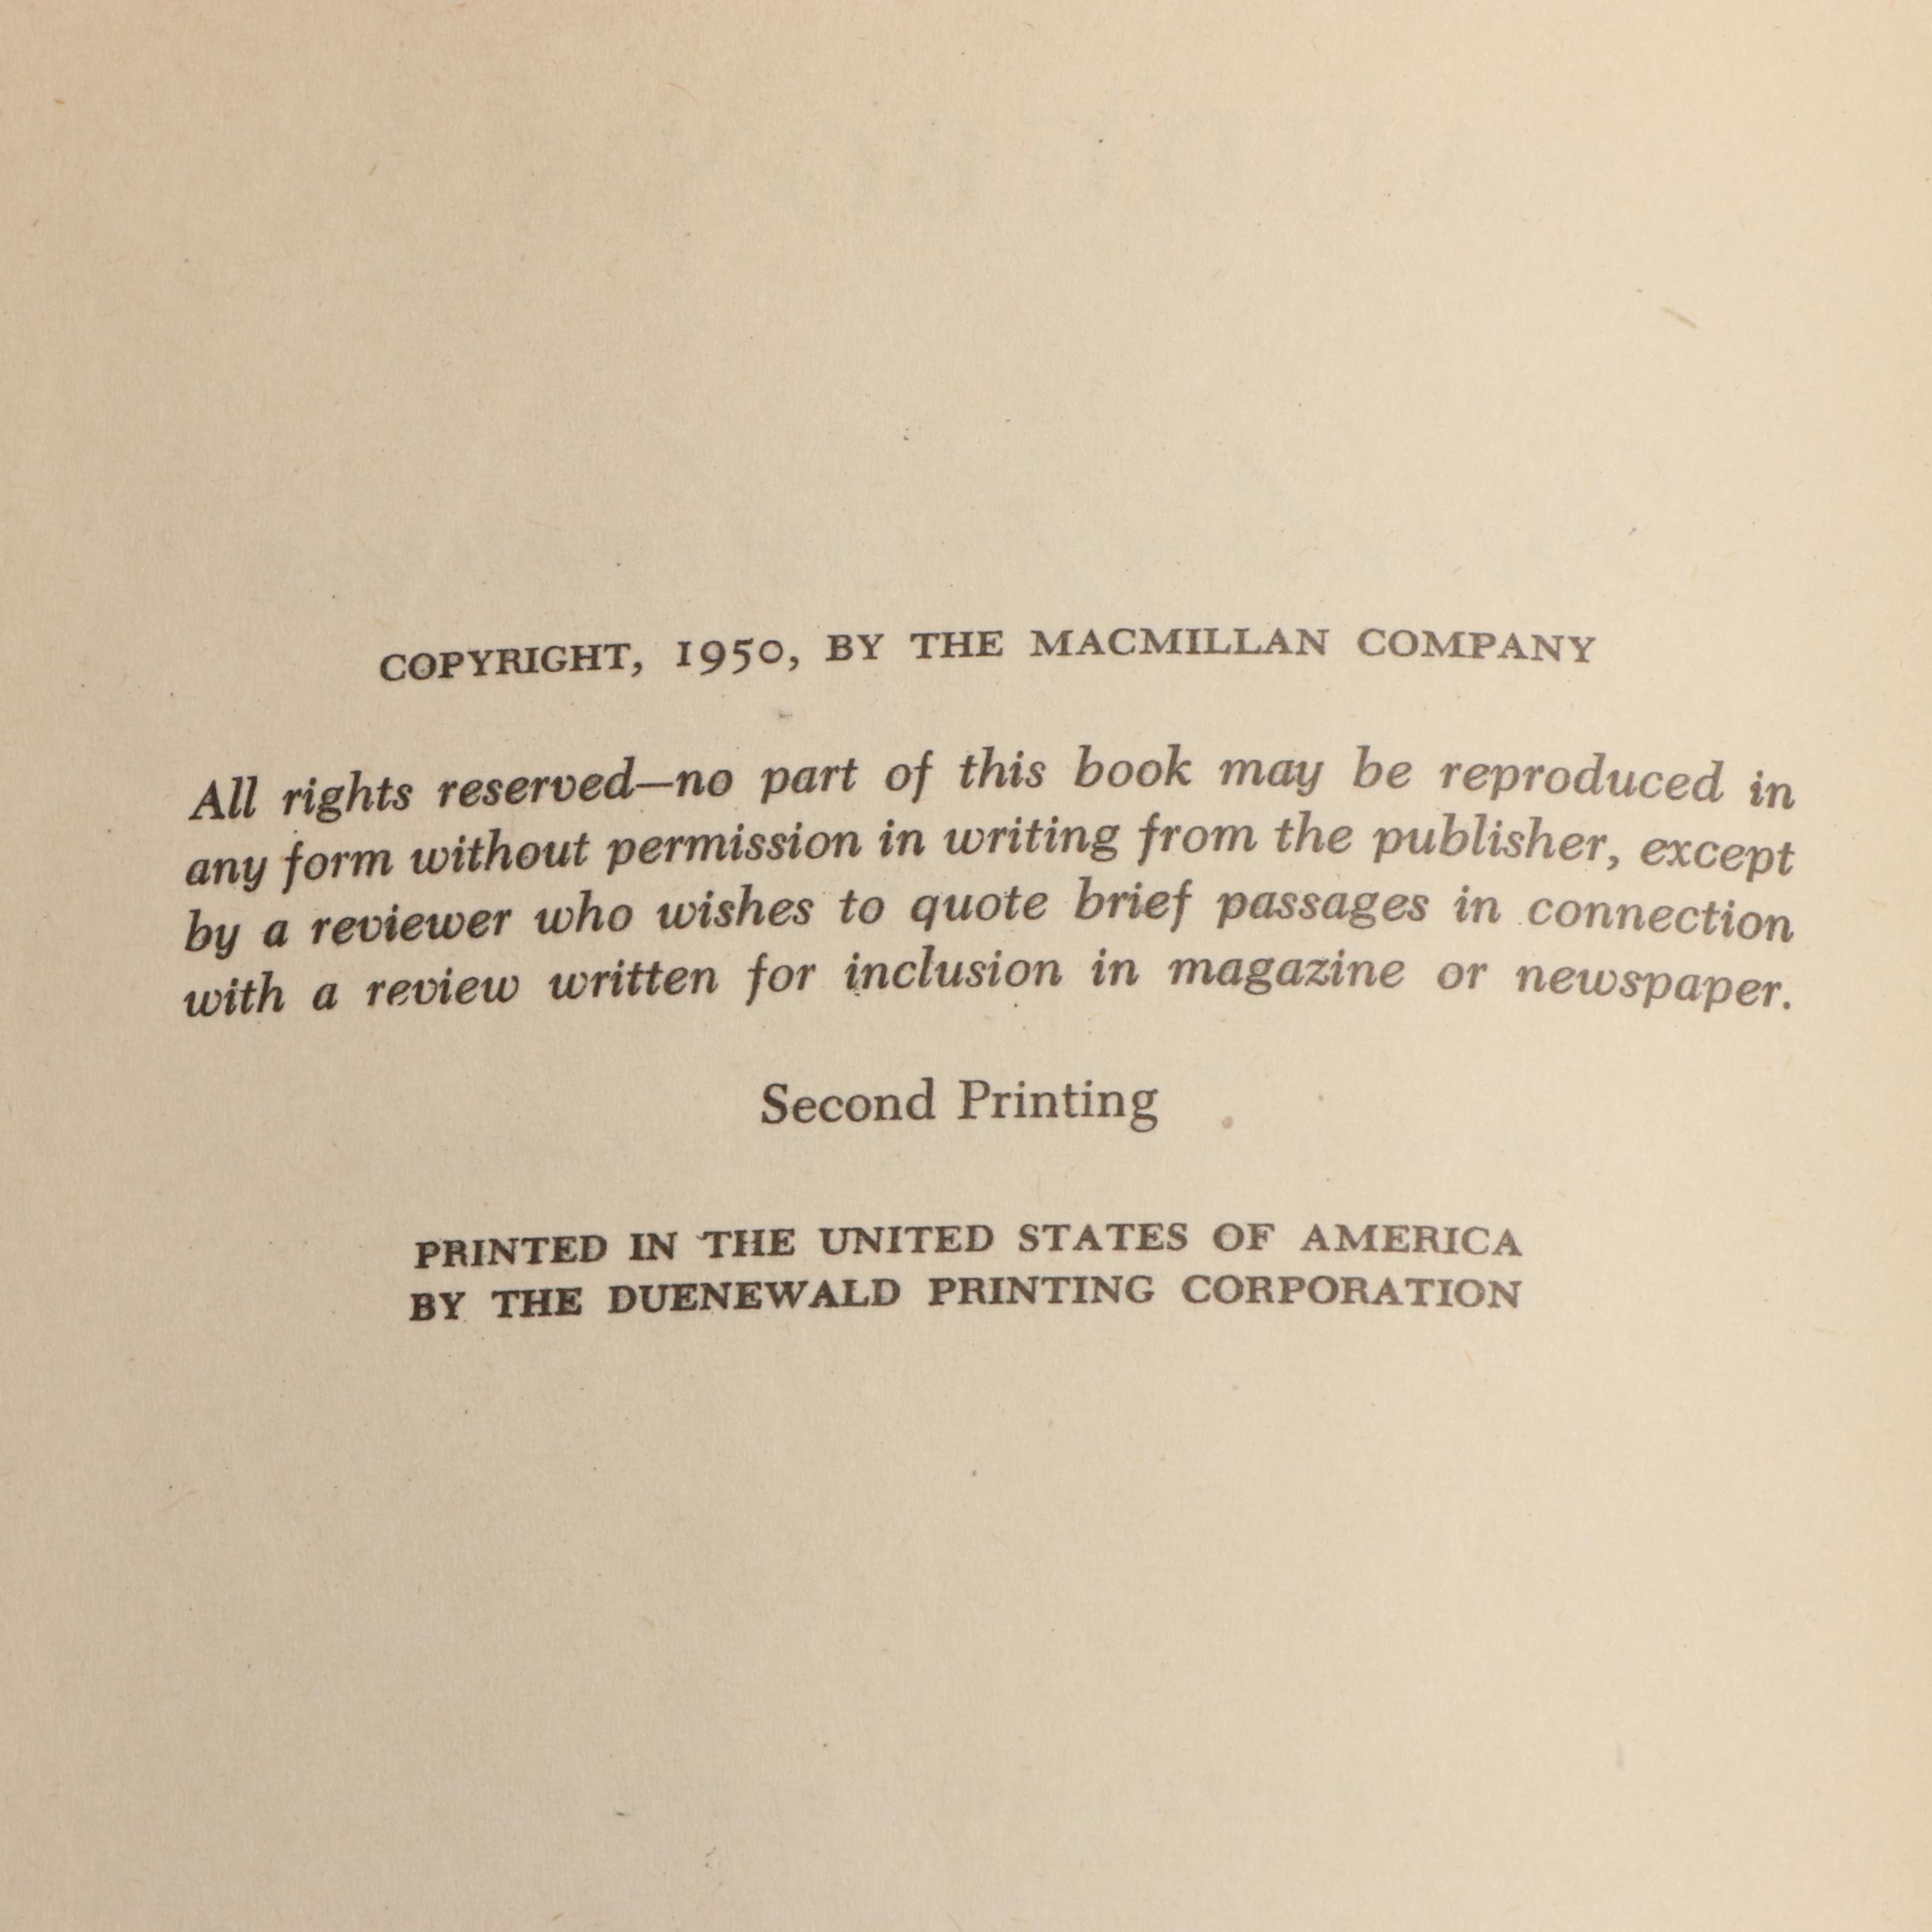 COPYRIGHT, 1950, BY THE MACMILLAN COMPANY
All rights reserved—no part of this book may be reproduced in
any form without permission in writing from the publisher, except
by a reviewer who wishes to quote brief passages in connection
with a review written for inclusion in magazine or newspaper.
Second Printing
PRINTED IN THE UNITED STATES OF AMERICA
BY THE DUENEWALD PRINTING CORPORATION